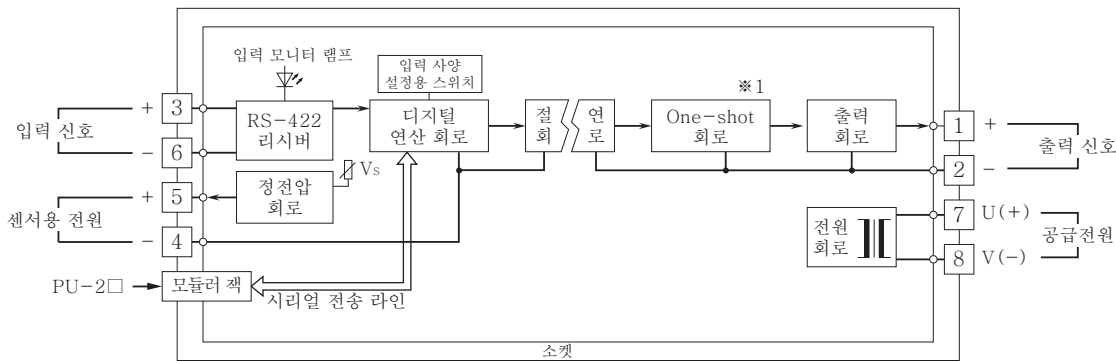 입력 모니터 램프
입력 사양
설정용 스위치
※1
+ 3
입력 신호
- 6
RS-422
리시버
디지털
연산 회로
절 연
회 로
One-shot
회로
출력
회로
1 +
출력 신호
2 -
+ 5
센서용 전원
- 4
정전압
회로
Vs
전원
회로
7 U(+)
공급전원
8 V(-)
PU-2□
모듈러 잭
시리얼 전송 라인
소켓